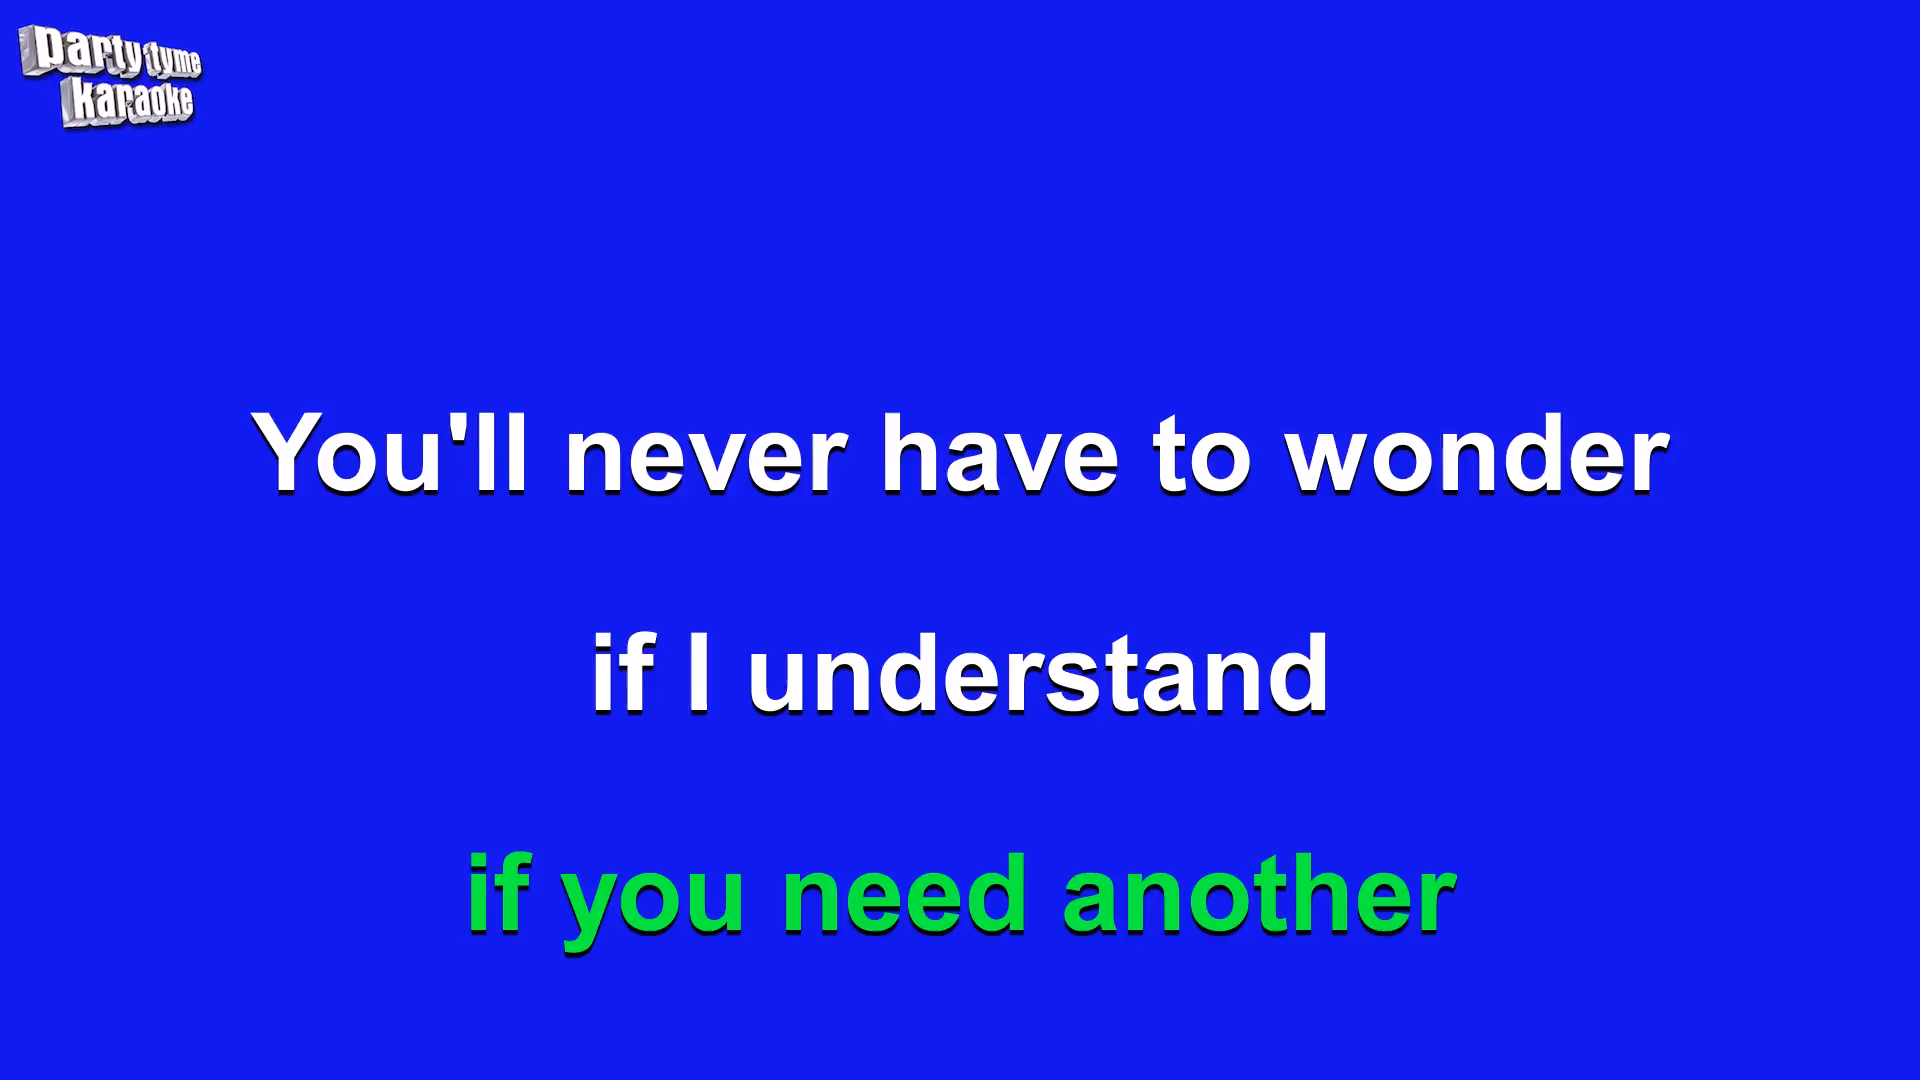 party tyme
karaoke
You'll never have to wonder
if I understand
if you need another